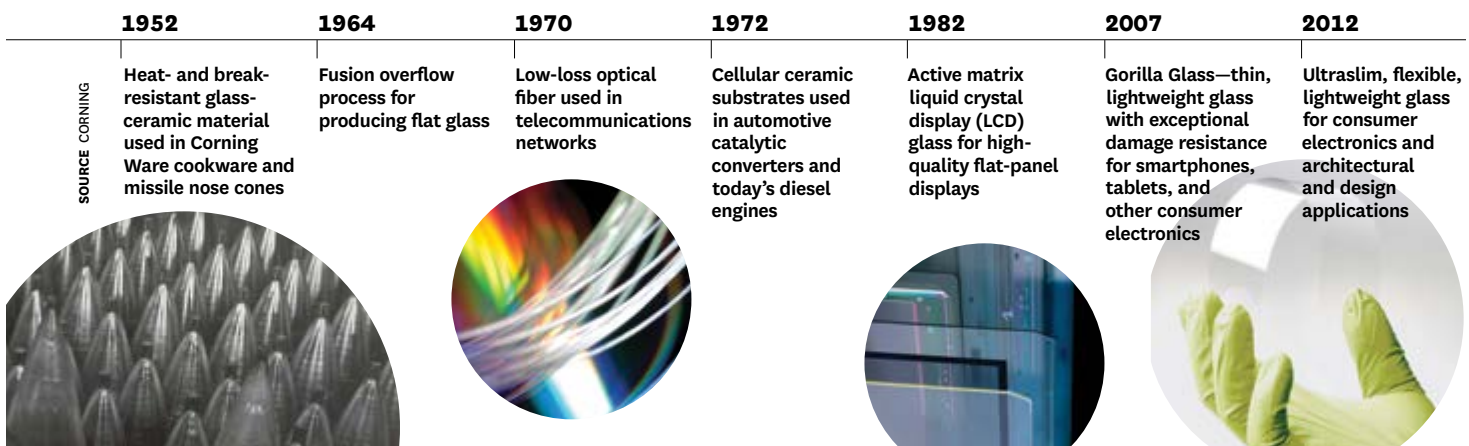 1952
Heat- and break-
resistant glass-
ceramic material
used in Corning
Ware cookware and
missile nose cones
1964
Fusion overflow
process for
producing flat glass
1970
Low-loss optical
fiber used in
telecommunications
networks
1972
Cellular ceramic
substrates used
in automotive
catalytic
converters and
today’s diesel
engines
1982
Active matrix
liquid crystal
display (LCD)
glass for high-
quality flat-panel
displays
2007
Gorilla Glass—thin,
lightweight glass
with exceptional
damage resistance
for smartphones,
tablets, and
other consumer
electronics
2012
Ultraslim, flexible,
lightweight glass
for consumer
electronics and
architectural
and design
applications
SOURCE CORNING